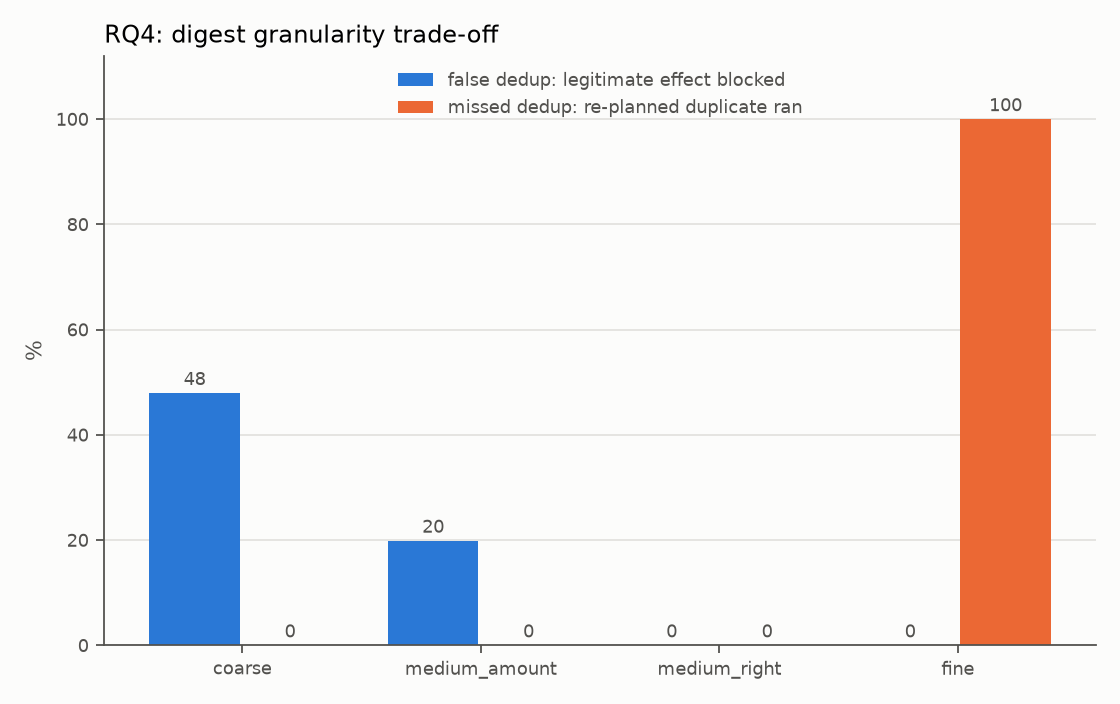 RQ4: digest granularity trade-off
false dedup: legitimate effect blocked
missed dedup: re-planned duplicate ran
%
100
80
60
40
20
0
48
0
20
0
0
0
0
100
coarse
medium_amount
medium_right
fine